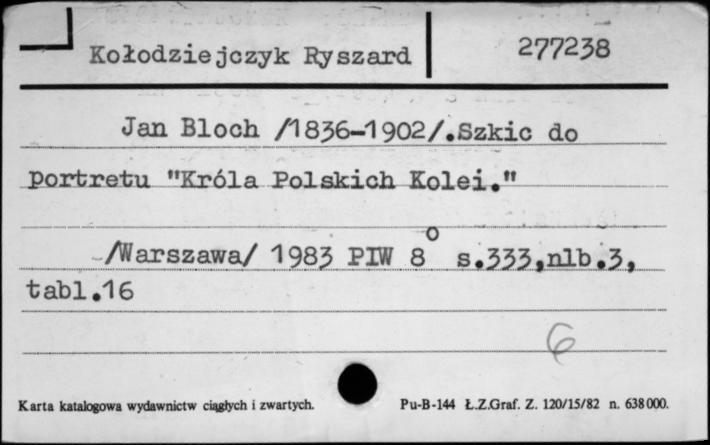 Kołodziejczyk Ryszard 277238
Jan Bloch /1836-1902/.Szkic do
portretu "Króla Polskich Kolei."
/Warszawa/ 1983 PIW 8° s.333,nlb.3,
tabl.16
6
Karta katalogowa wydawnictw ciągłych i zwartych. Pu-B-144 Ł.Z.Graf. Z. 120/15/82 n. 638000.